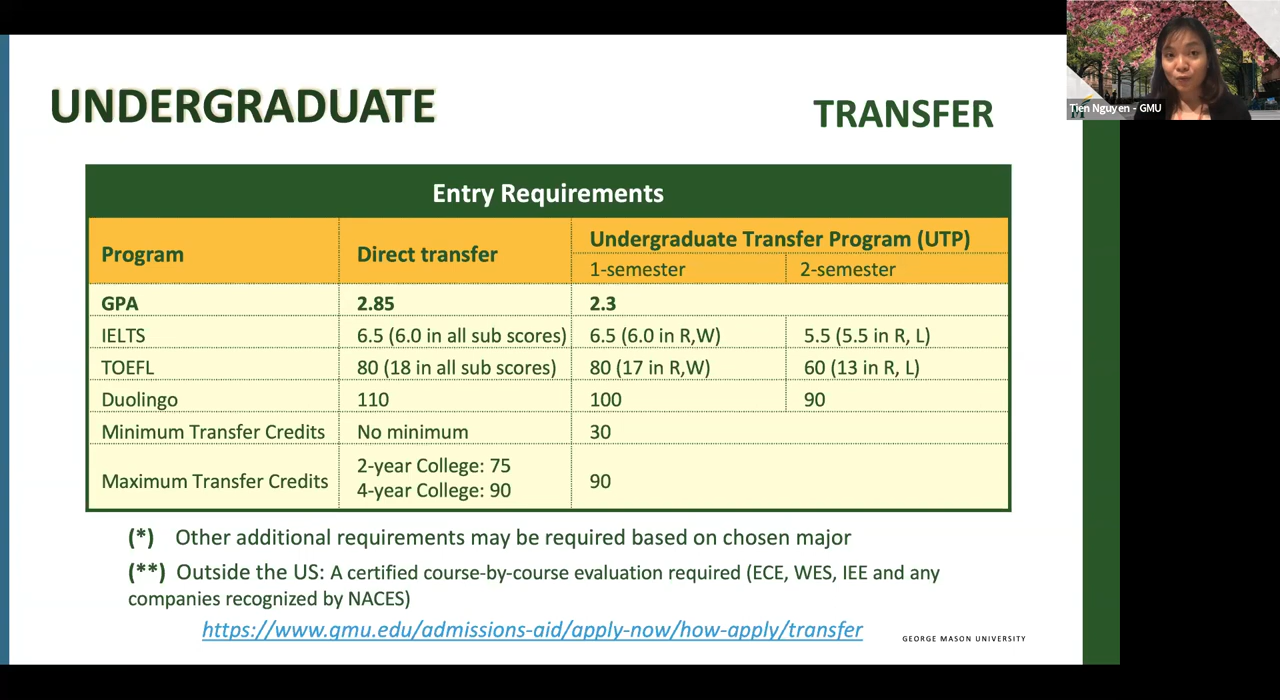 UNDERGRADUATE
TRANSFER
Tien Nguyen - GMU
Entry Requirements
Program
Direct transfer
Undergraduate Transfer Program (UTP)
1-semester
2-semester
GPA
2.85
2.3
IELTS
6.5 (6.0 in all sub scores)
6.5 (6.0 in R,W)
5.5 (5.5 in R, L)
TOEFL
80 (18 in all sub scores)
80 (17 in R,W)
60 (13 in R, L)
Duolingo
110
100
90
Minimum Transfer Credits
No minimum
30
Maximum Transfer Credits
2-year College: 75
4-year College: 90
90
(*) Other additional requirements may be required based on chosen major
(**) Outside the US: A certified course-by-course evaluation required (ECE, WES, IEE and any
companies recognized by NACES)
https://www.gmu.edu/admissions-aid/apply-now/how-apply/transfer
GEORGE MASON UNIVERSITY